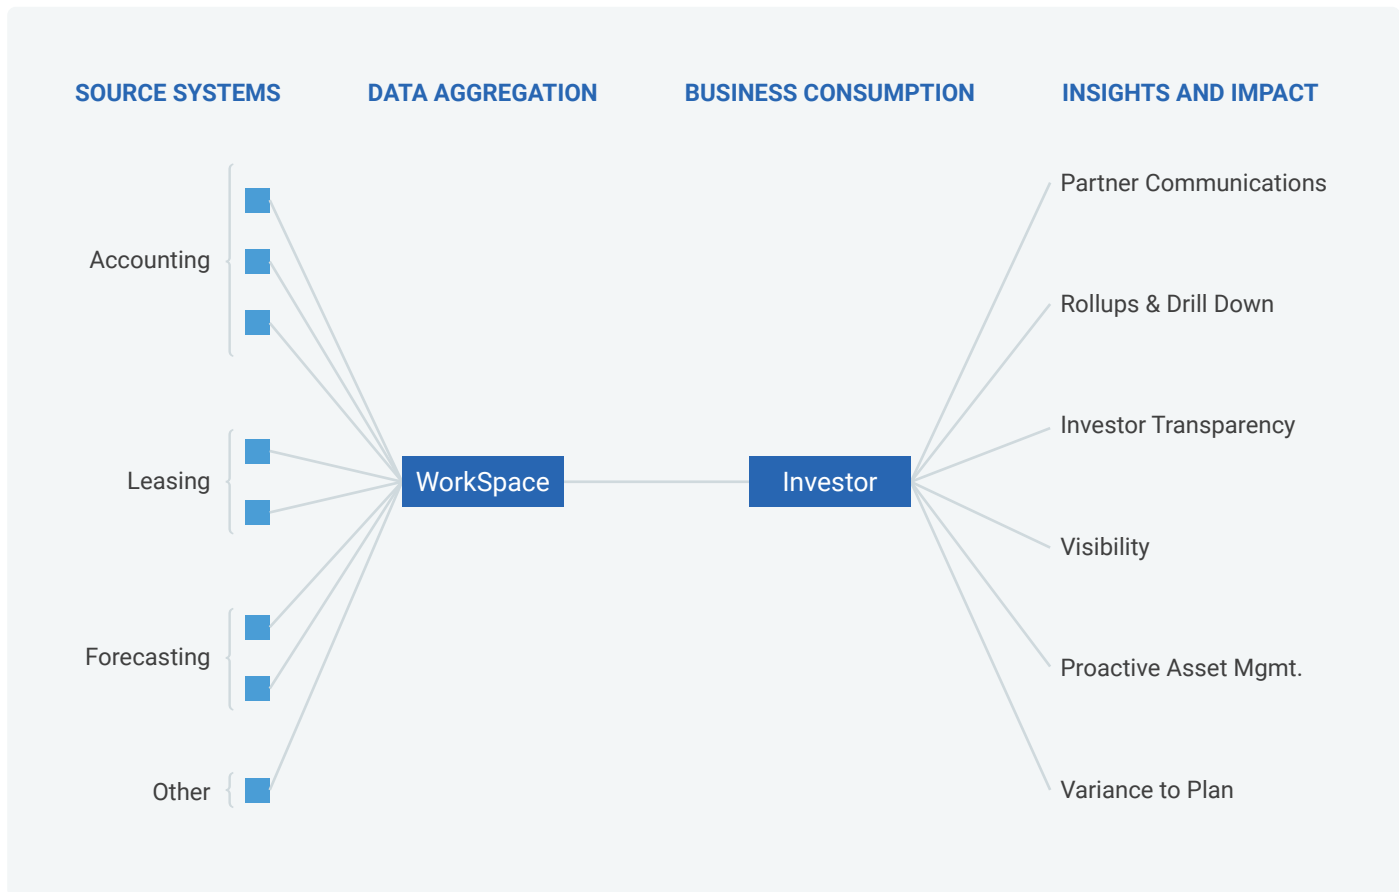 SOURCE SYSTEMS
DATA AGGREGATION
BUSINESS CONSUMPTION
INSIGHTS AND IMPACT
Accounting
Leasing
Forecasting
Other
WorkSpace
Investor
Partner Communications
Rollups & Drill Down
Investor Transparency
Visibility
Proactive Asset Mgmt.
Variance to Plan